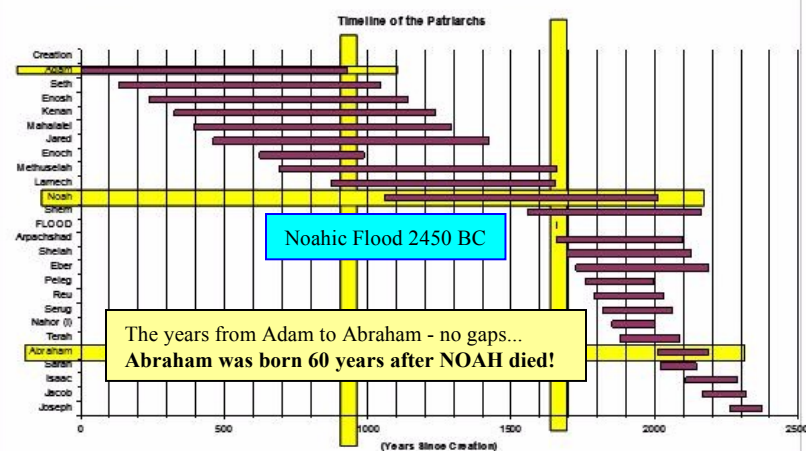 Timeline of the Patriarchs
Creation
Adam
Seth
Enosh
Kenan
Mahalalel
Jared
Enoch
Methuselah
Lamech
Noah
Shem
FLOOD
Arpachshad
Shelah
Eber
Peleg
Reu
Serug
Nahor (I)
Terah
Abraham
Sarah
Isaac
Jacob
Joseph
Noahic Flood 2450 BC
The years from Adam to Abraham - no gaps...
Abraham was born 60 years after NOAH died!
0 500 1000 1500 2000 2500
(Years Since Creation)